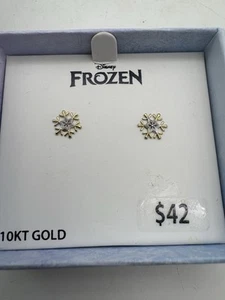 Disney
FROZEN
$42
10KT GOLD